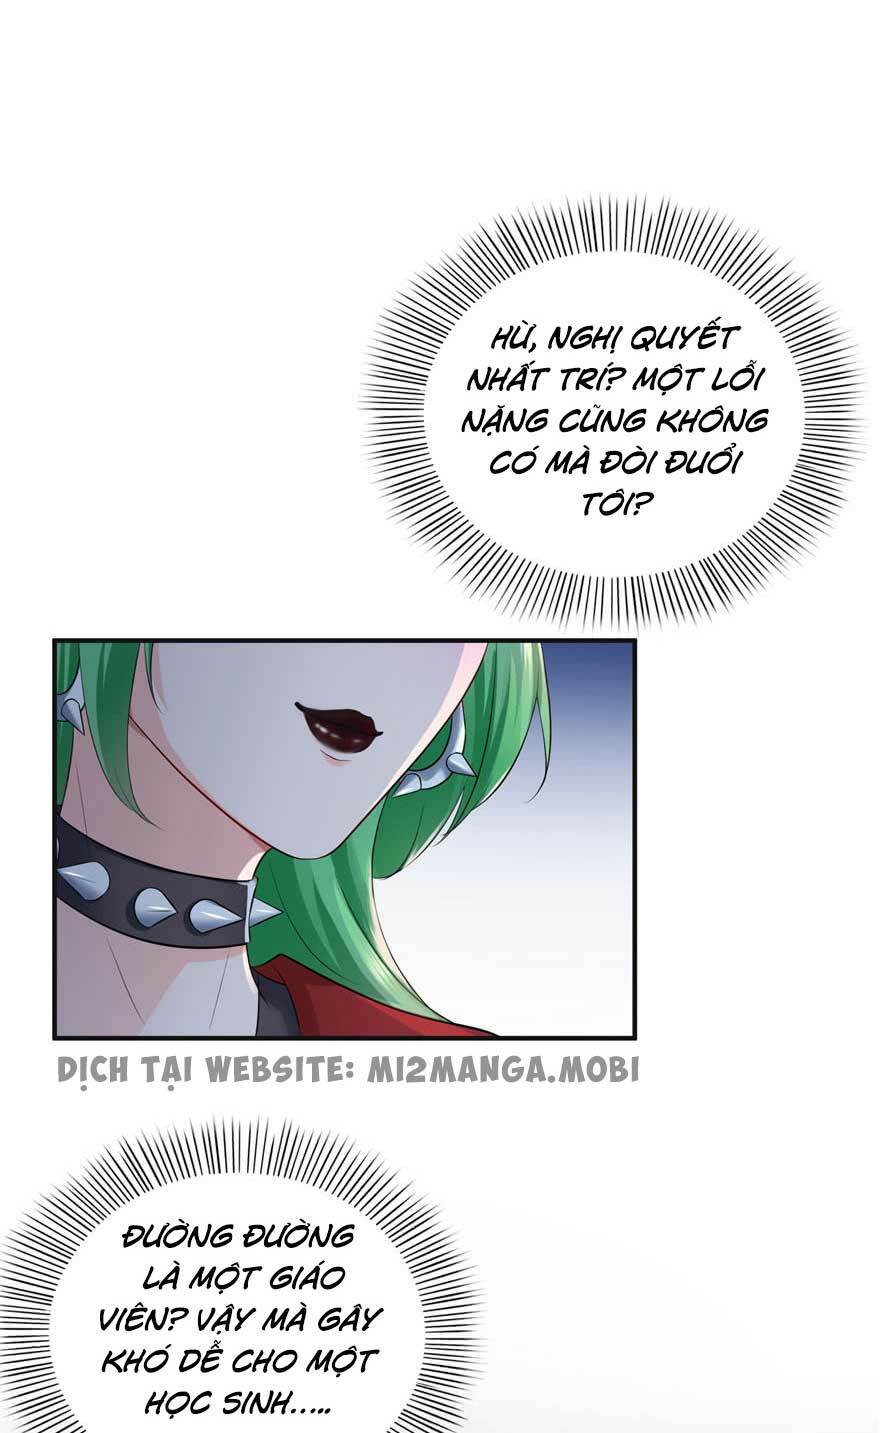 HỪ, NGHỊ QUYẾT
NHẤT TRÍ? MỘT LỖI
NẶNG CŨNG KHÔNG
CÓ MÀ ĐÒI ĐUỔI
TÔI?
DỊCH TẠI WEBSITE: MI2MANGA.MOBI
ĐƯỜNG ĐƯỜNG
LÀ MỘT GIÁO
VIÊN? VẬY MÀ GÂY
KHÓ DỄ CHO MỘT
HỌC SINH.....